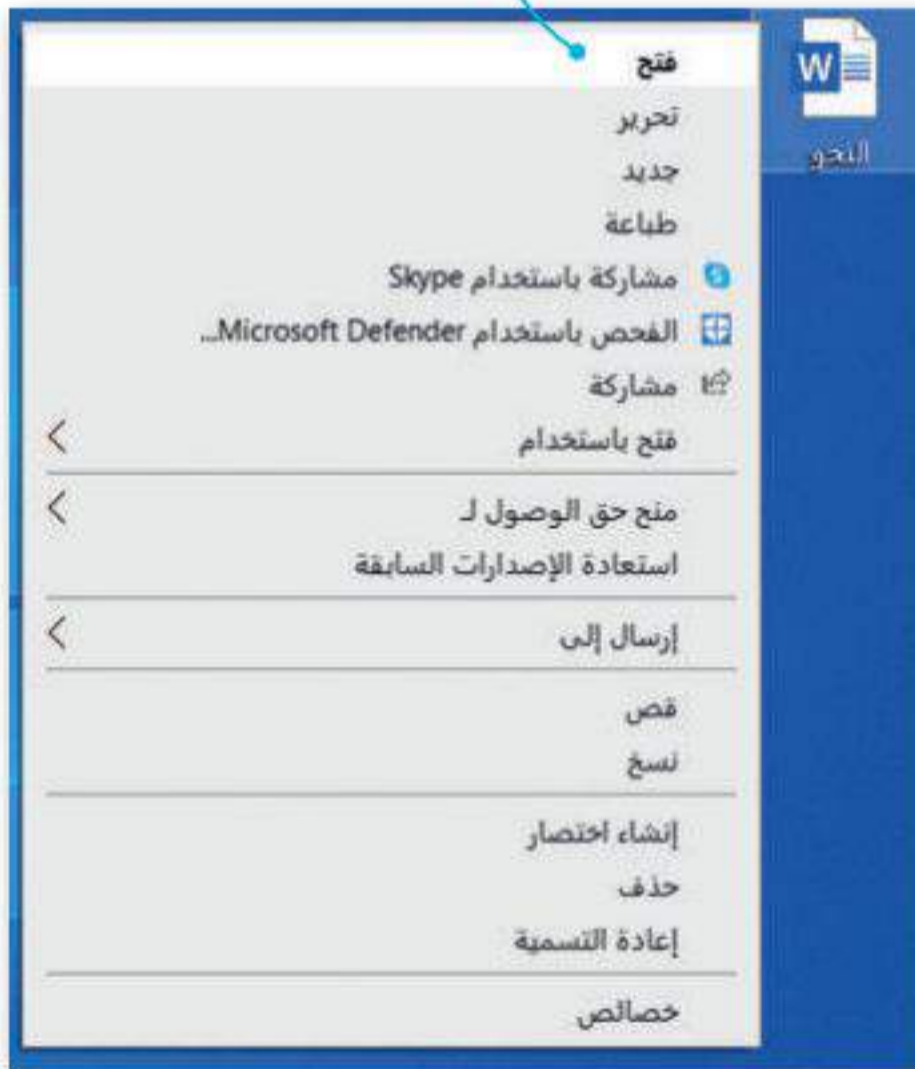 النحو
فتح
تحرير
جديد
طباعة
مشاركة باستخدام Skype
الفحص باستخدام Microsoft Defender...
مشاركة
فتح باستخدام
منح حق الوصول لـ
استعادة الإصدارات السابقة
إرسال إلى
قص
نسخ
إنشاء اختصار
حذف
إعادة التسمية
خصائص